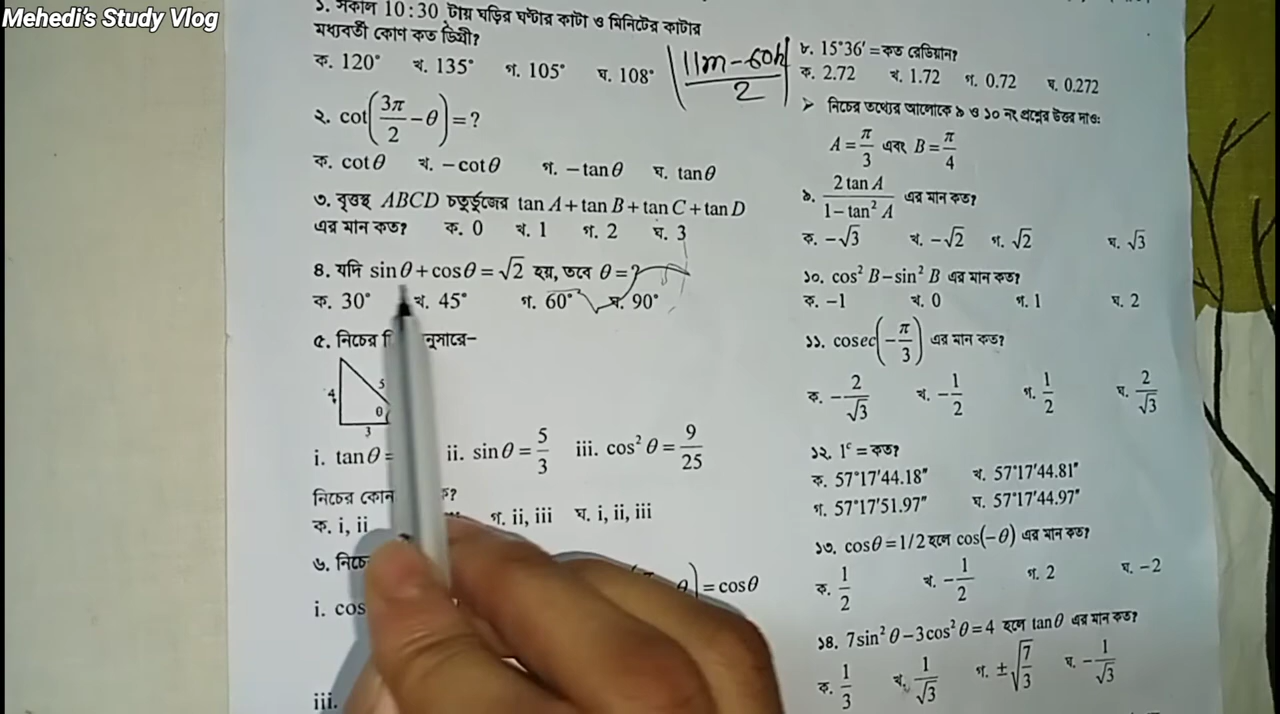 Mehedi's Study Vlog
১. সকাল 10:30 টায় ঘড়ির ঘণ্টার কাটা ও মিনিটের কাটার
মধ্যবর্তী কোণ কত ডিগ্রী?
ক. 120° খ. 135° গ. 105° ঘ. 108°
|11m-60h/2|
২. cot(3π/2 − θ) = ?
ক. cotθ খ. −cotθ গ. −tanθ ঘ. tanθ
৩. বৃত্তস্থ ABCD চতুর্ভুজের tan A + tan B + tan C + tan D
এর মান কত? ক. 0 খ. 1 গ. 2 ঘ. 3
৪. যদি sinθ + cosθ = √2 হয়, তবে θ = ?
ক. 30° খ. 45° গ. 60° ঘ. 90°
৫. নিচের নুসারে−
4 5 θ 3
i. tanθ = ii. sinθ = 5/3 iii. cos²θ = 9/25
নিচের কোন ?
ক. i, ii গ. ii, iii ঘ. i, ii, iii
৬.
i. cos θ) = cosθ
iii.
৮. 15°36′ = কত রেডিয়ান?
ক. 2.72 খ. 1.72 গ. 0.72 ঘ. 0.272
➢ নিচের তথ্যের আলোকে ৯ ও ১০ নং প্রশ্নের উত্তর দাও:
A = π/3 এবং B = π/4
৯. 2 tan A/1 − tan² A এর মান কত?
ক. −√3 খ. −√2 গ. √2 ঘ. √3
১০. cos² B − sin² B এর মান কত?
ক. −1 খ. 0 গ. 1 ঘ. 2
১১. cosec(−π/3) এর মান কত?
ক. −2/√3 খ. −1/2 গ. 1/2 ঘ. 2/√3
১২. 1ᶜ = কত?
ক. 57°17′44.18″ খ. 57°17′44.81″
গ. 57°17′51.97″ ঘ. 57°17′44.97″
১৩. cosθ = 1/2 হলে cos(−θ) এর মান কত?
ক. 1/2 খ. −1/2 গ. 2 ঘ. −2
১৪. 7sin²θ − 3cos²θ = 4 হলে tanθ এর মান কত?
ক. 1/3 খ. 1/√3 গ. ±√7/3 ঘ. −1/√3